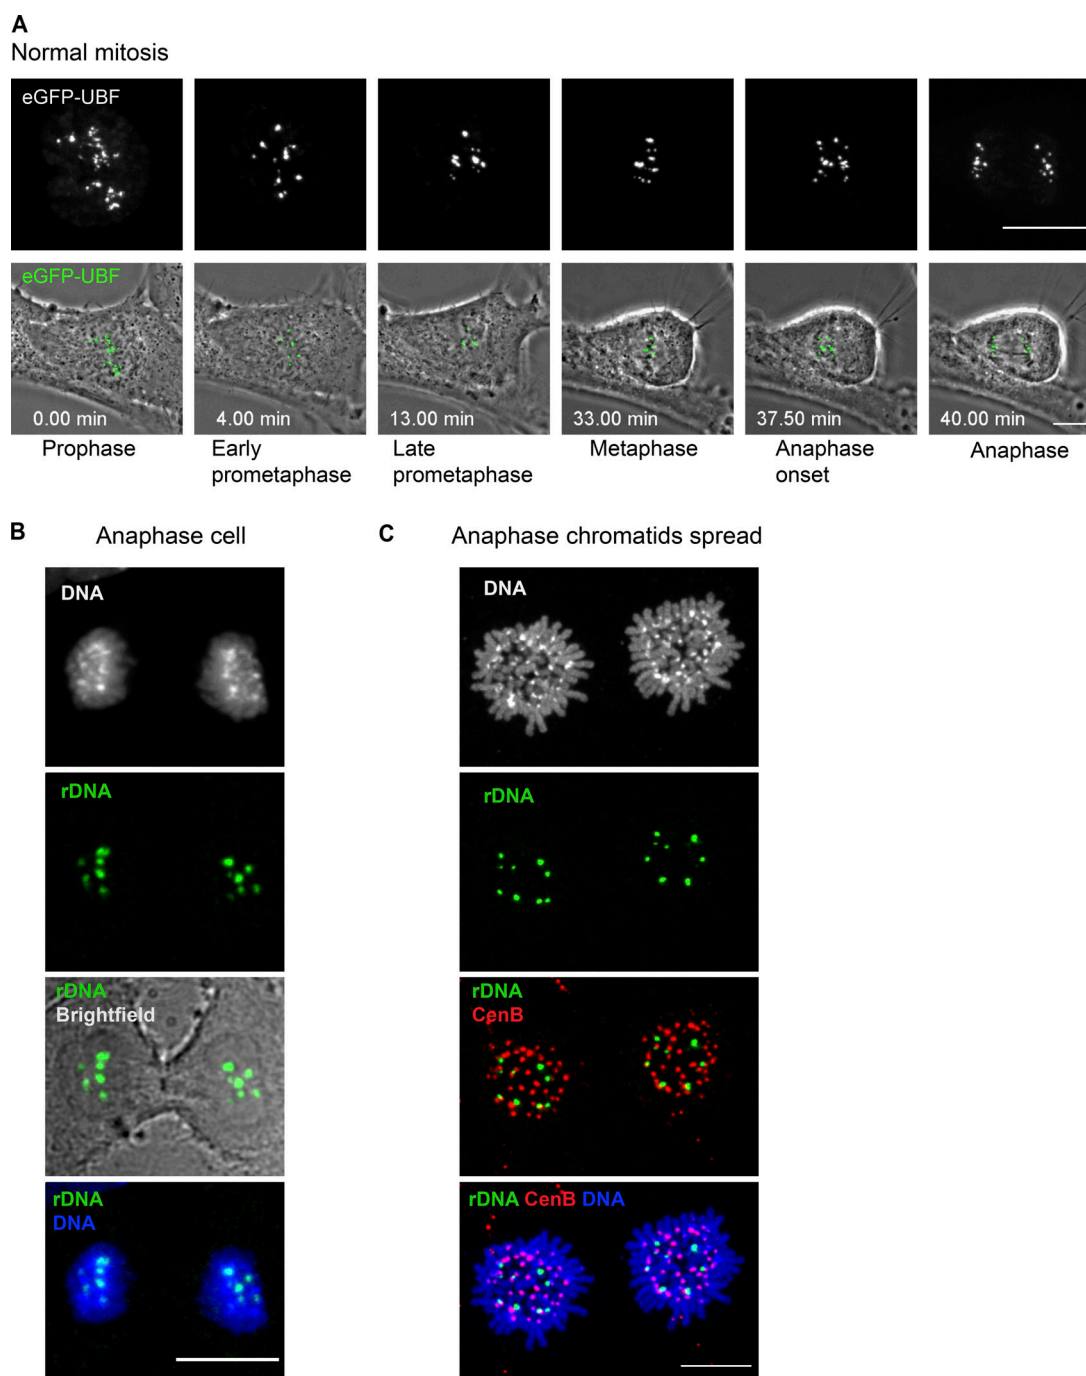 A
Normal mitosis
eGFP-UBF
eGFP-UBF
0.00 min
4.00 min
13.00 min
33.00 min
37.50 min
40.00 min
Prophase
Early
prometaphase
Late
prometaphase
Metaphase
Anaphase
onset
Anaphase
B
Anaphase cell
DNA
rDNA
rDNA
Brightfield
rDNA
DNA
C
Anaphase chromatids spread
DNA
rDNA
rDNA
CenB
rDNA CenB DNA